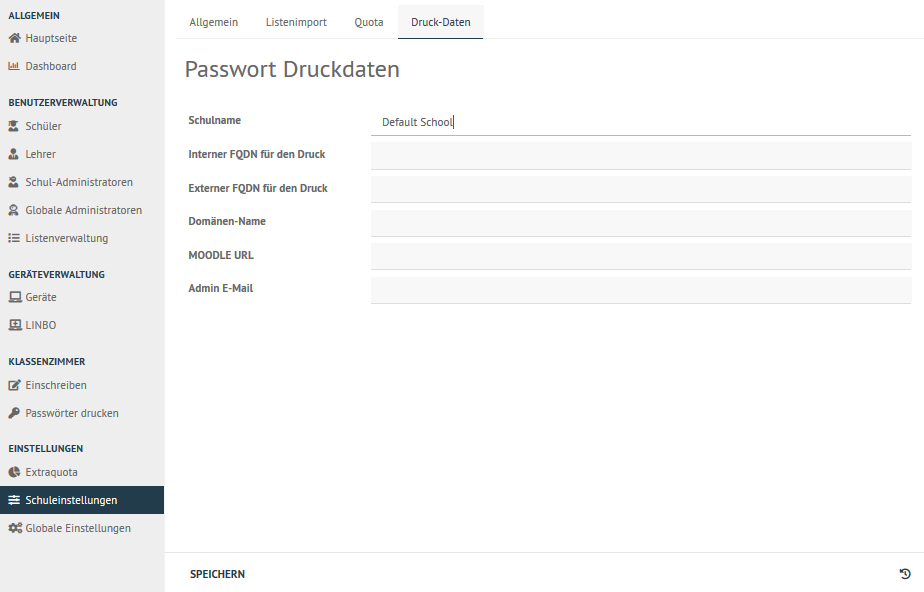 ALLGEMEIN
Hauptseite
Dashboard
BENUTZERVERWALTUNG
Schüler
Lehrer
Schul-Administratoren
Globale Administratoren
Listenverwaltung
GERÄTEVERWALTUNG
Geräte
LINBO
KLASSENZIMMER
Einschreiben
Passwörter drucken
EINSTELLUNGEN
Extraquota
Schuleinstellungen
Globale Einstellungen
Allgemein Listenimport Quota Druck-Daten
Passwort Druckdaten
Schulname Default School
Interner FQDN für den Druck
Externer FQDN für den Druck
Domänen-Name
MOODLE URL
Admin E-Mail
SPEICHERN